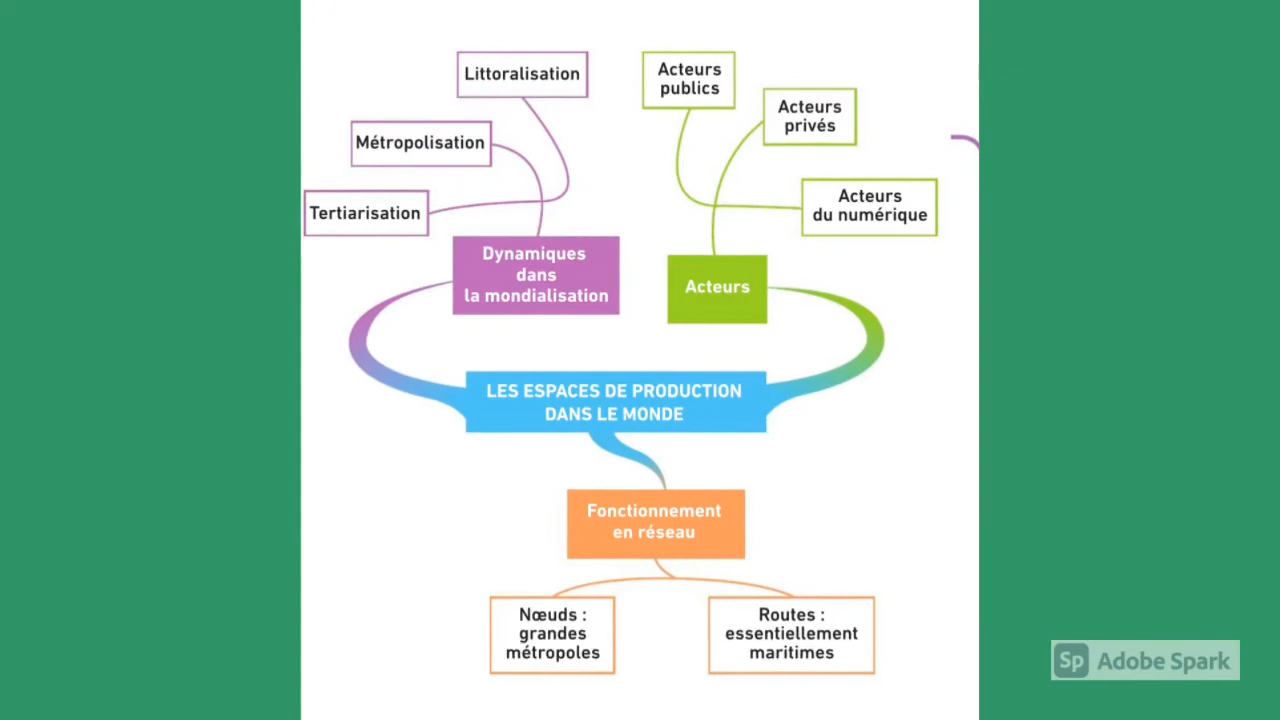 Littoralisation
Métropolisation
Tertiarisation
Dynamiques
dans
la mondialisation
Acteurs
publics
Acteurs
privés
Acteurs
du numérique
Acteurs
LES ESPACES DE PRODUCTION
DANS LE MONDE
Fonctionnement
en réseau
Nœuds :
grandes
métropoles
Routes :
essentiellement
maritimes
Sp Adobe Spark